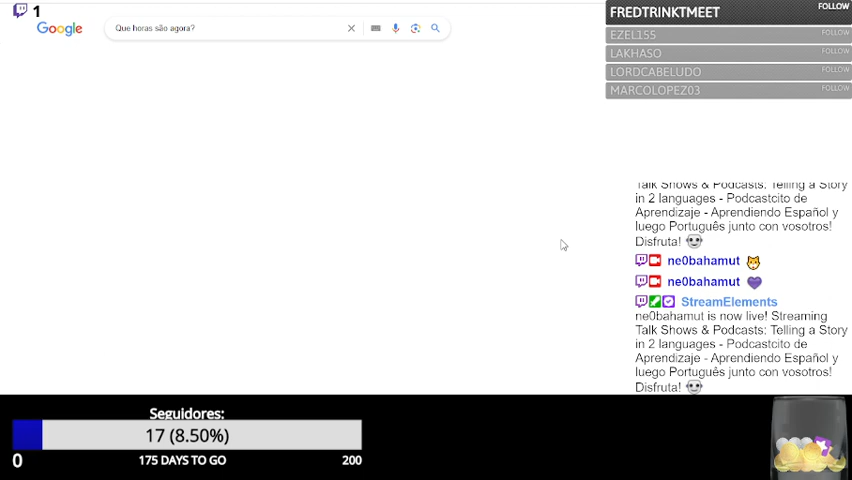 1
Google
Que horas são agora?
FREDTRINKTMEET FOLLOW
EZEL155 FOLLOW
LAKHASO FOLLOW
LORDCABELUDO FOLLOW
MARCOLOPEZ03 FOLLOW
Talk Shows & Podcasts: Telling a Story
in 2 languages - Podcastcito de
Aprendizaje - Aprendiendo Español y
luego Português junto con vosotros!
Disfruta!
ne0bahamut
ne0bahamut
StreamElements
ne0bahamut is now live! Streaming
Talk Shows & Podcasts: Telling a Story
in 2 languages - Podcastcito de
Aprendizaje - Aprendiendo Español y
luego Português junto con vosotros!
Disfruta!
Seguidores:
17 (8.50%)
0 175 DAYS TO GO 200